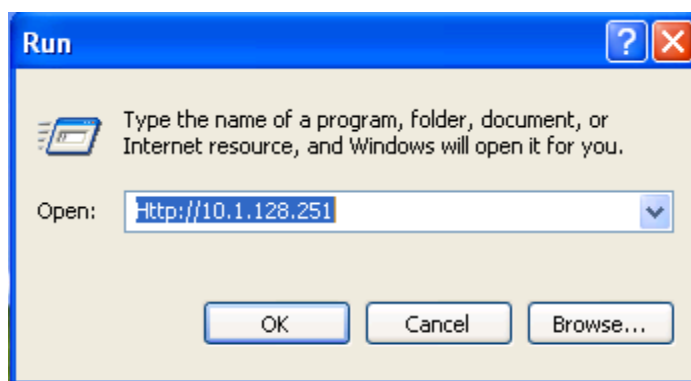 Run
Type the name of a program, folder, document, or
Internet resource, and Windows will open it for you.
Open: Http://10.1.128.251
OK Cancel Browse...